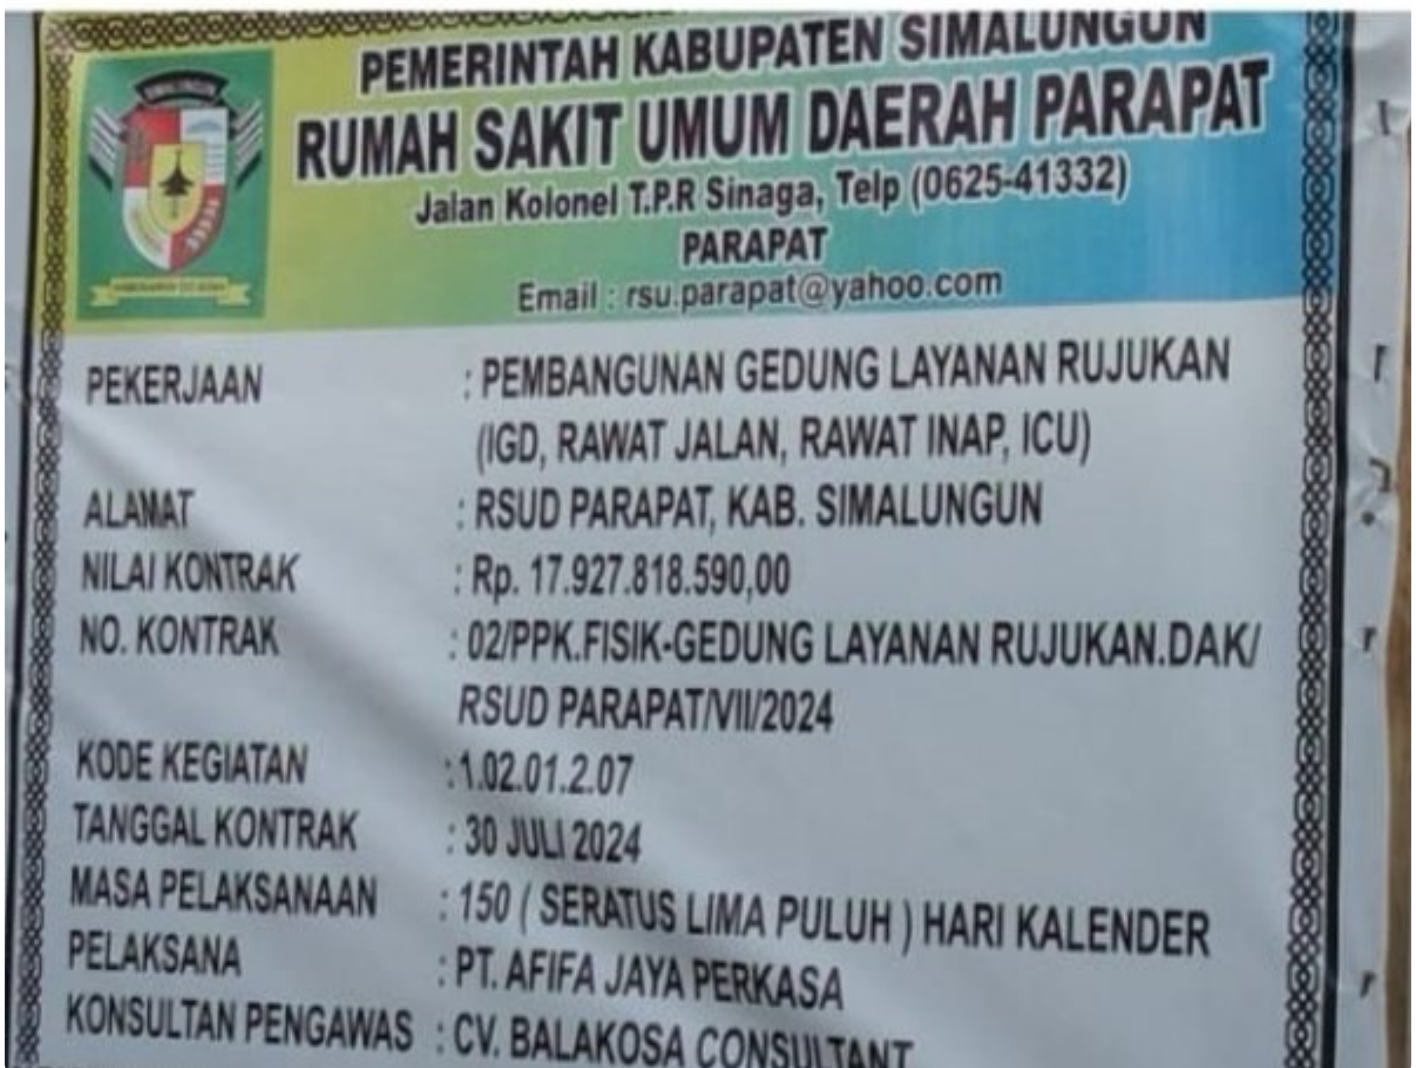 PEMERINTAH KABUPATEN SIMALUNGUN
RUMAH SAKIT UMUM DAERAH PARAPAT
Jalan Kolonel T.P.R Sinaga, Telp (0625-41332)
PARAPAT
Email : rsu.parapat@yahoo.com
PEKERJAAN : PEMBANGUNAN GEDUNG LAYANAN RUJUKAN
(IGD, RAWAT JALAN, RAWAT INAP, ICU)
ALAMAT : RSUD PARAPAT, KAB. SIMALUNGUN
NILAI KONTRAK : Rp. 17.927.818.590,00
NO. KONTRAK : 02/PPK.FISIK-GEDUNG LAYANAN RUJUKAN.DAK/
RSUD PARAPAT/VII/2024
KODE KEGIATAN : 1.02.01.2.07
TANGGAL KONTRAK : 30 JULI 2024
MASA PELAKSANAAN : 150 ( SERATUS LIMA PULUH ) HARI KALENDER
PELAKSANA : PT. AFIFA JAYA PERKASA
KONSULTAN PENGAWAS : CV. BALAKOSA CONSULTANT